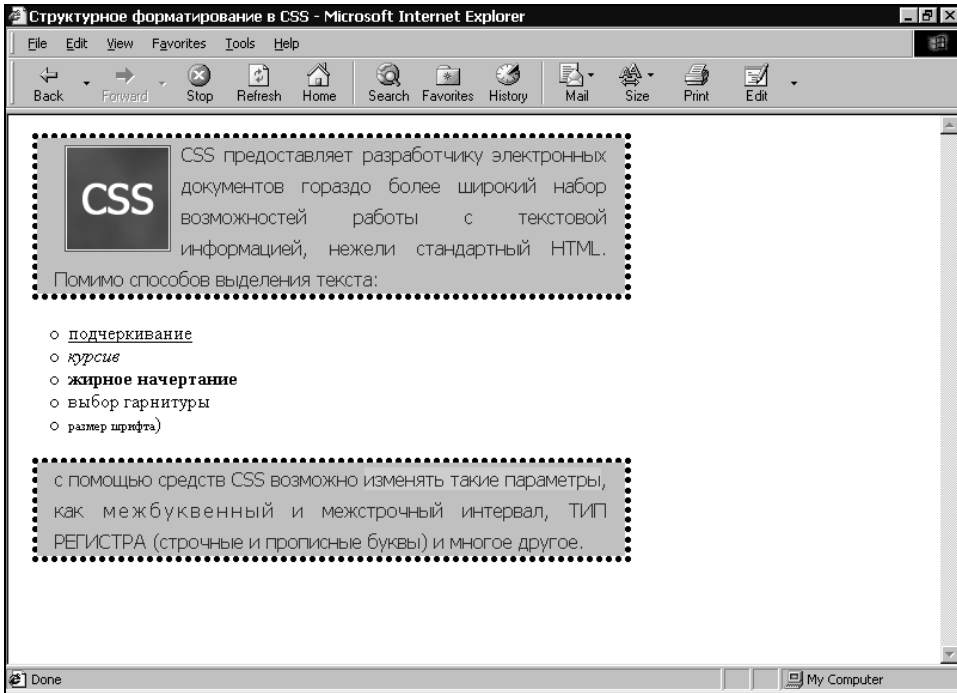 Структурное форматирование в CSS - Microsoft Internet Explorer
File Edit View Favorites Tools Help
Back Forward Stop Refresh Home Search Favorites History Mail Size Print Edit
CSS
CSS предоставляет разработчику электронных
документов гораздо более широкий набор
возможностей работы с текстовой
информацией, нежели стандартный HTML.
Помимо способов выделения текста:
подчеркивание
курсив
жирное начертание
выбор гарнитуры
размер шрифта)
с помощью средств CSS возможно изменять такие параметры,
как межбуквенный и межстрочный интервал, ТИП
РЕГИСТРА (строчные и прописные буквы) и многое другое.
Done My Computer